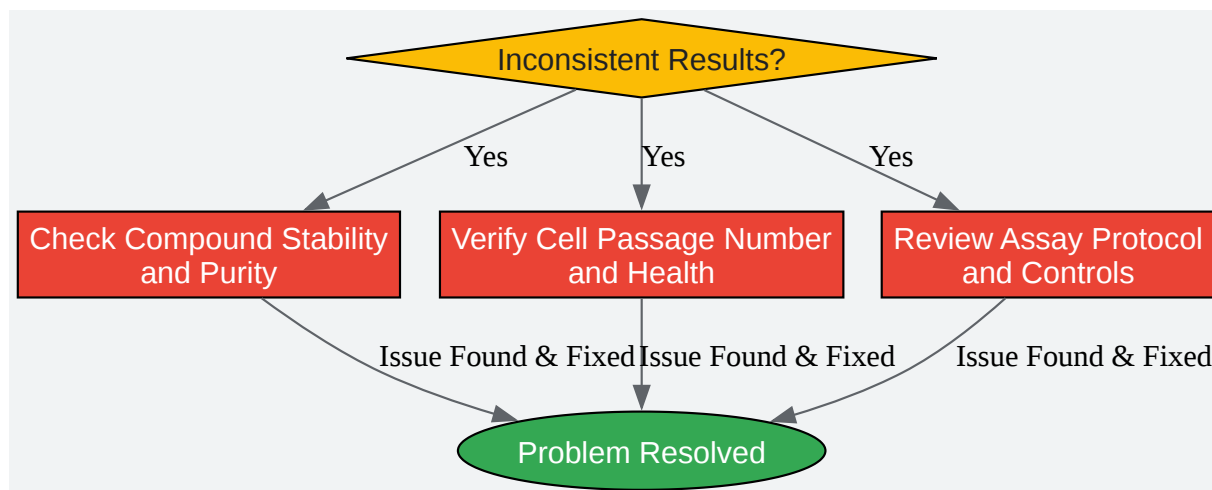 Inconsistent Results?
Yes
Yes
Yes
Check Compound Stability
and Purity
Verify Cell Passage Number
and Health
Review Assay Protocol
and Controls
Issue Found & Fixed
Issue Found & Fixed
Issue Found & Fixed
Problem Resolved